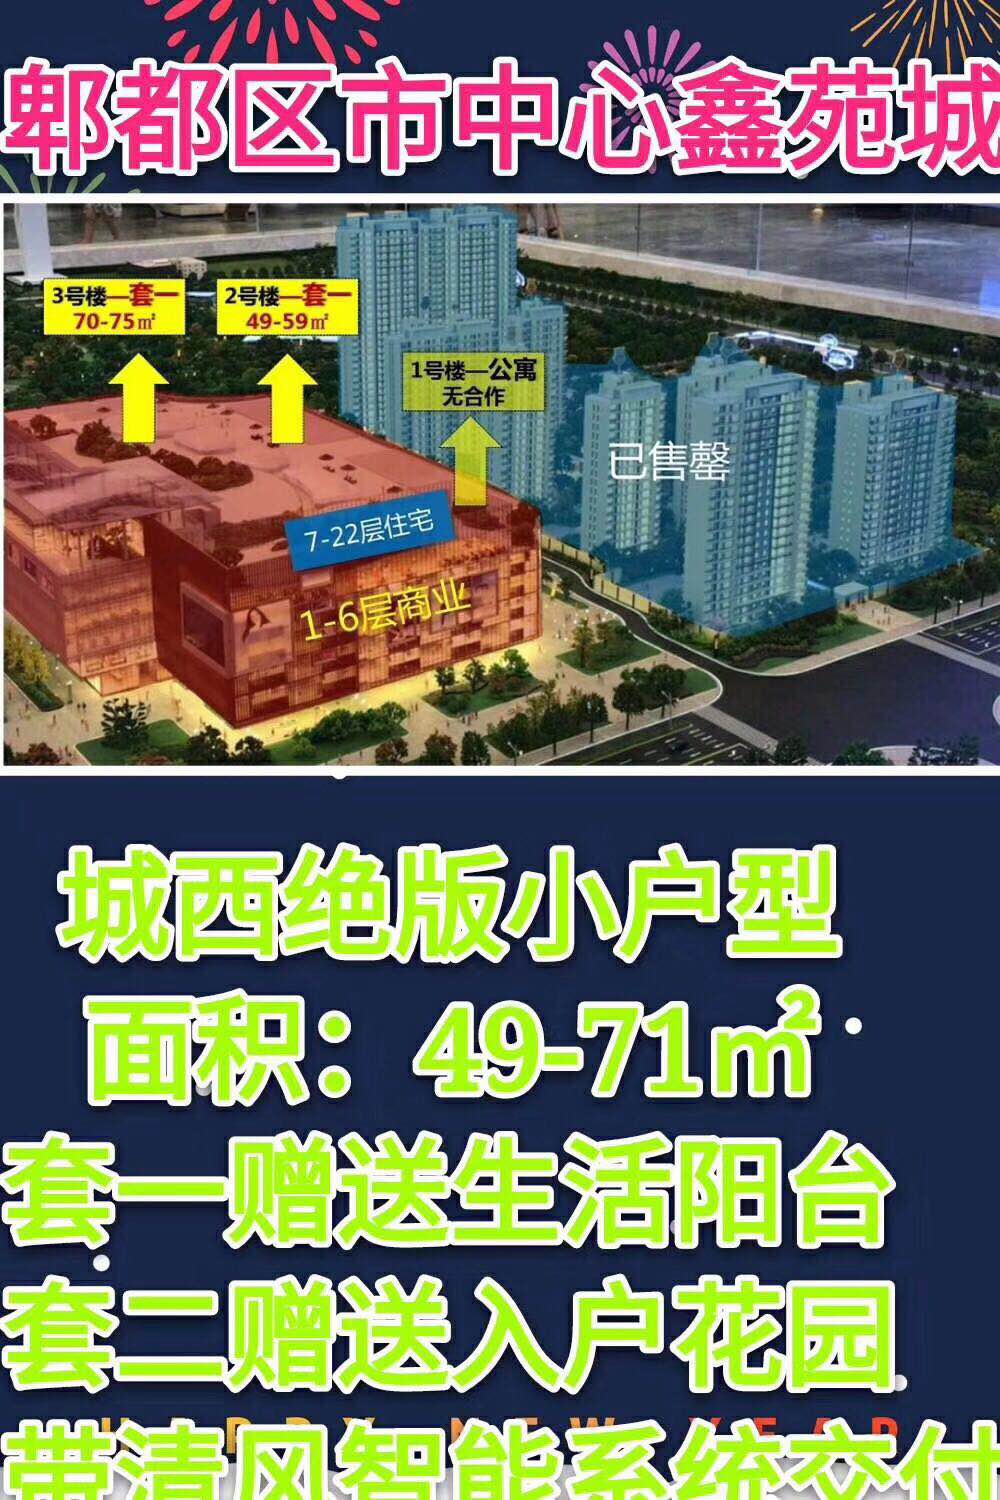 郫都区市中心鑫苑城
3号楼—套一
70-75㎡
2号楼—套一
49-59㎡
1号楼—公寓
无合作
已售罄
7-22层住宅
1-6层商业
城西绝版小户型
面积：49-71㎡
套一赠送生活阳台
套二赠送入户花园
HAPPY NEW YEAR
带清风智能系统交付